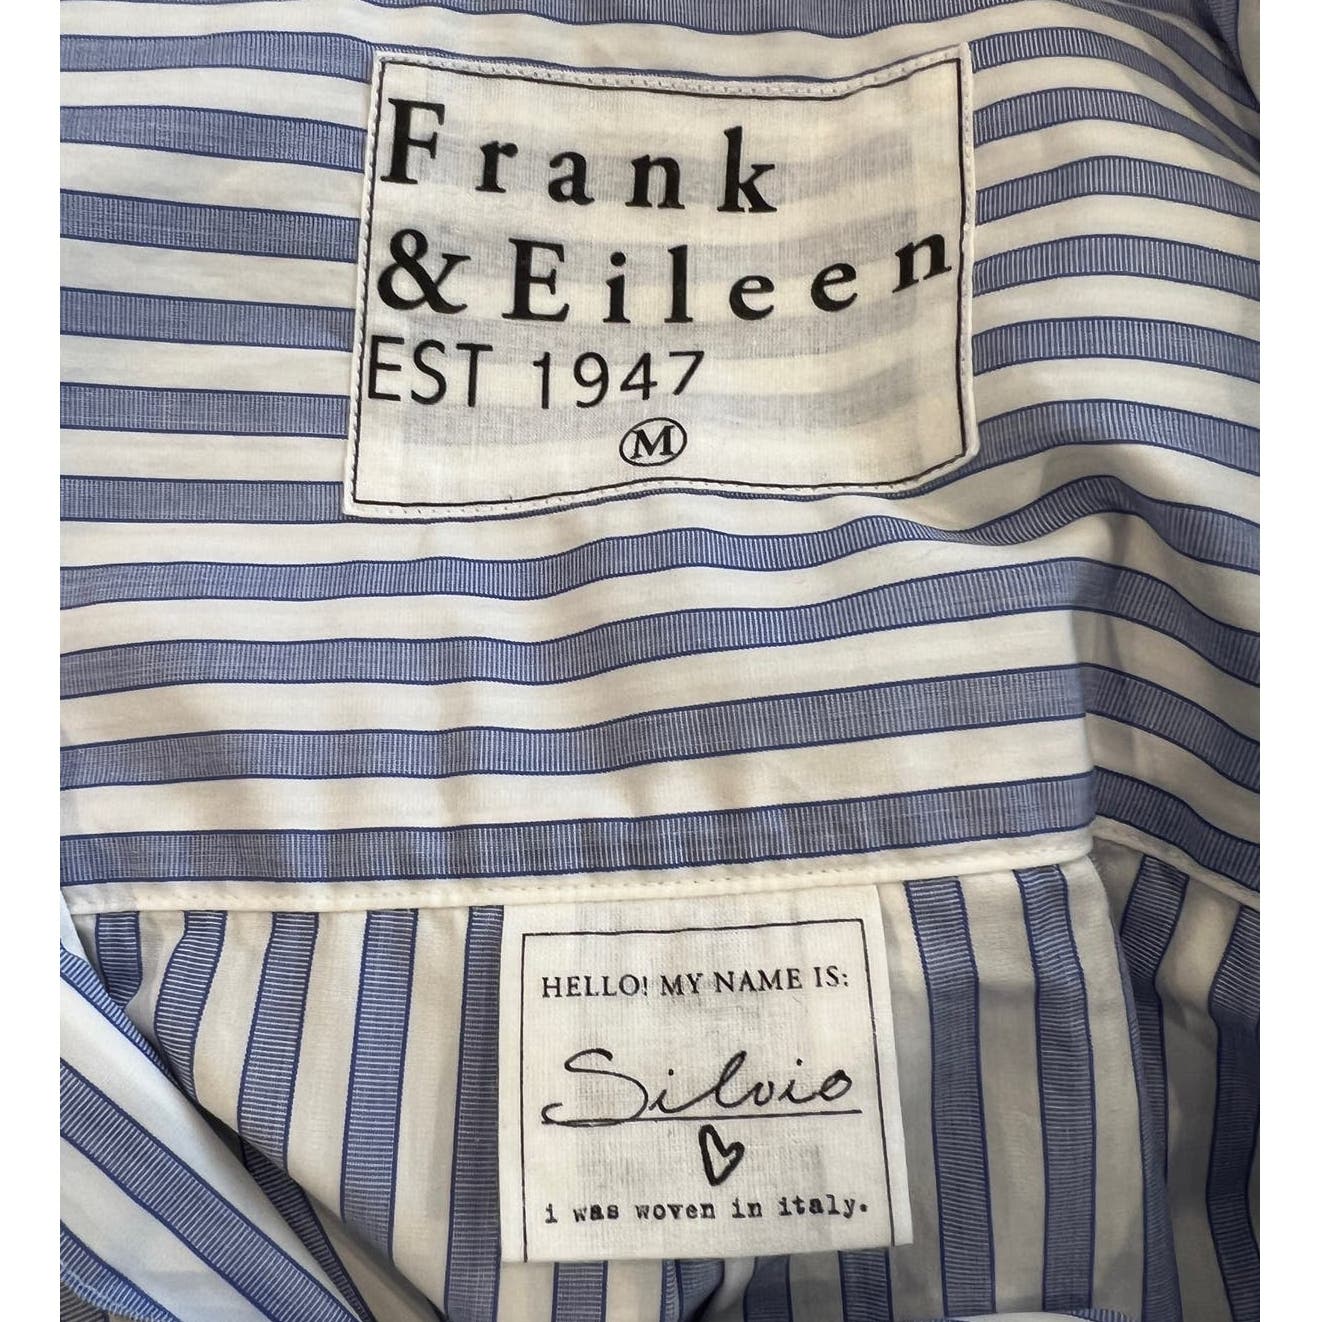 Frank
& Eileen
EST 1947
M
HELLO! MY NAME IS:
Silvio
i was woven in italy.